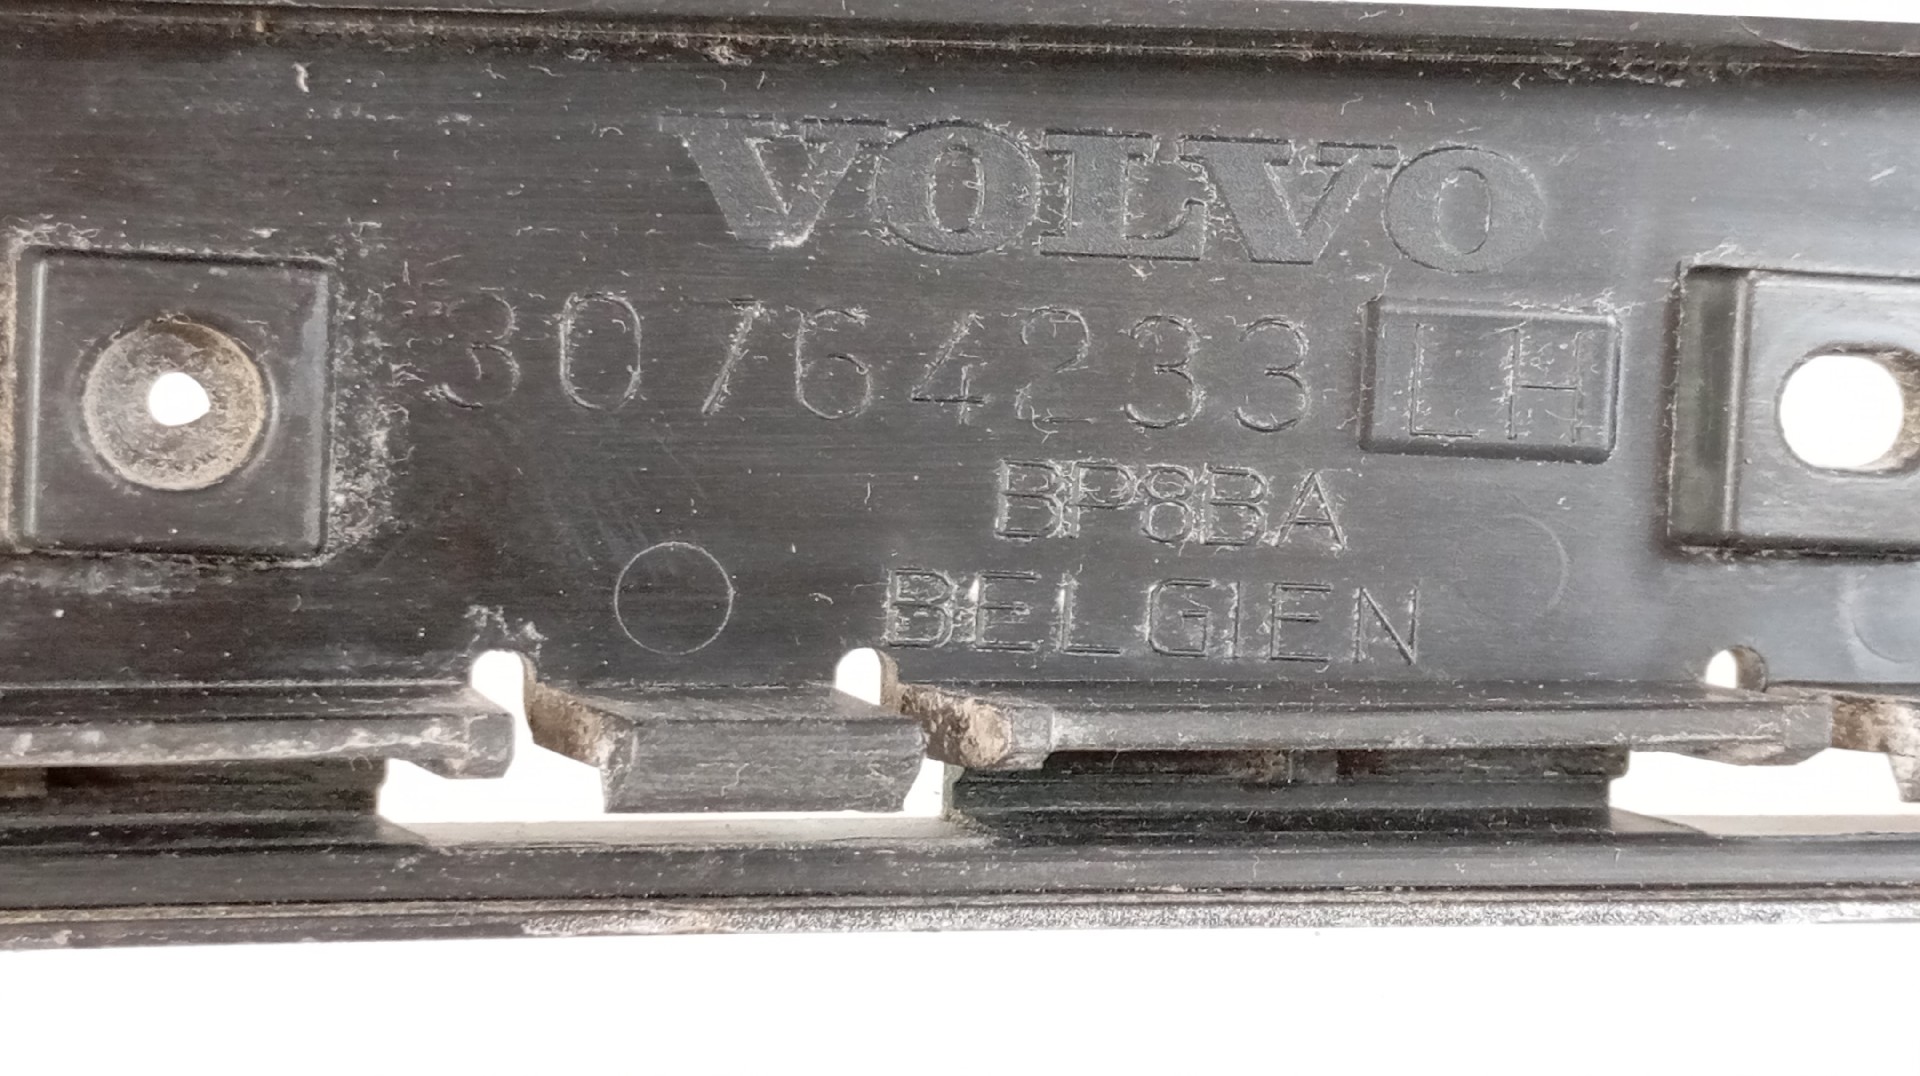 VOLVO
30764233 LH
BP8BA
BELGIEN